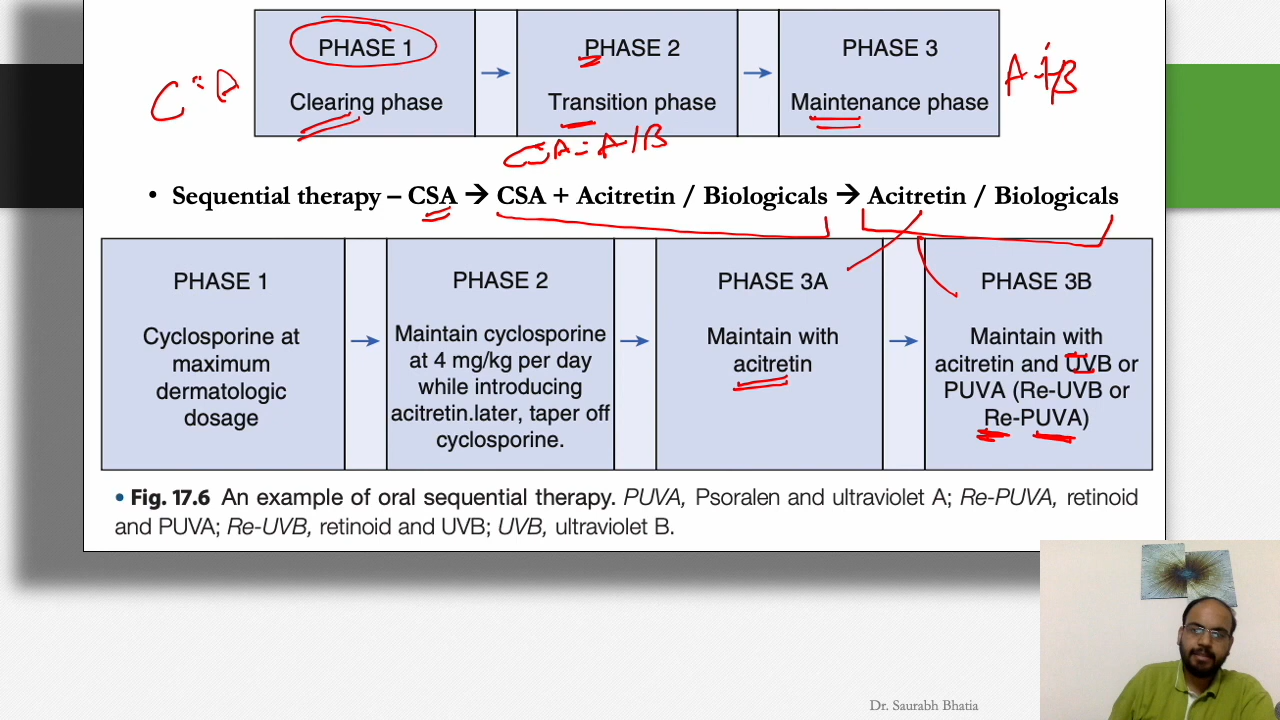 PHASE 1
Clearing phase
PHASE 2
Transition phase
PHASE 3
Maintenance phase
CSA = A/B
• Sequential therapy – CSA → CSA + Acitretin / Biologicals → Acitretin / Biologicals
PHASE 1
Cyclosporine at
maximum
dermatologic
dosage
PHASE 2
Maintain cyclosporine
at 4 mg/kg per day
while introducing
acitretin.later, taper off
cyclosporine.
PHASE 3A
Maintain with
acitretin
PHASE 3B
Maintain with
acitretin and UVB or
PUVA (Re-UVB or
Re-PUVA)
• Fig. 17.6 An example of oral sequential therapy. PUVA, Psoralen and ultraviolet A; Re-PUVA, retinoid
and PUVA; Re-UVB, retinoid and UVB; UVB, ultraviolet B.
Dr. Saurabh Bhatia